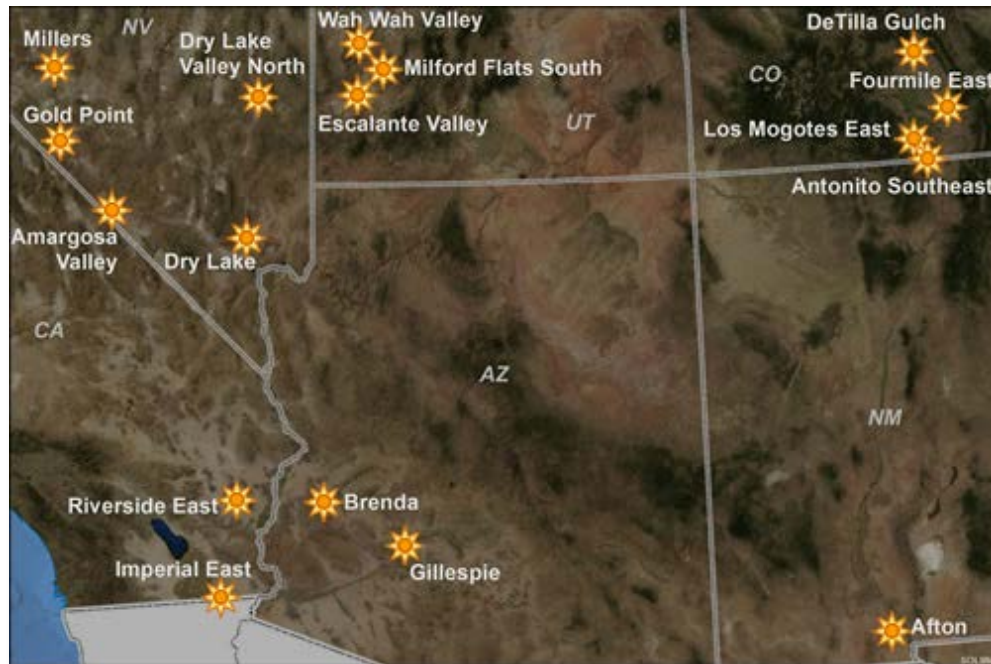 NV
Millers
Dry Lake
Valley North
Gold Point
Amargosa
Valley
Dry Lake
CA
Wah Wah Valley
Milford Flats South
Escalante Valley
UT
DeTilla Gulch
CO
Fourmile East
Los Mogotes East
Antonito Southeast
AZ
NM
Riverside East
Brenda
Imperial East
Gillespie
Afton